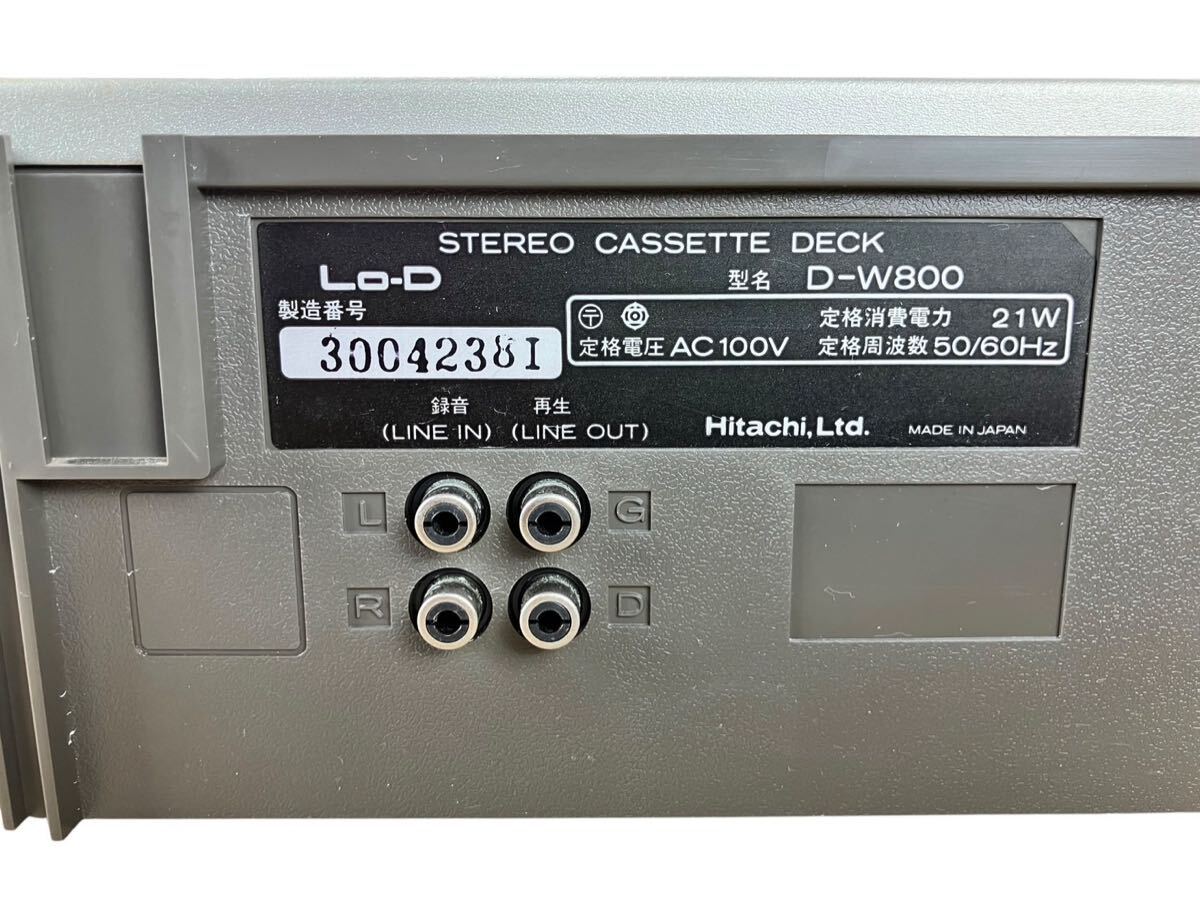 STEREO CASSETTE DECK
Lo-D 型名 D-W800
製造番号
30042381
〒 定格消費電力 21W
定格電圧 AC100V 定格周波数 50/60Hz
録音 再生
(LINE IN) (LINE OUT) Hitachi, Ltd. MADE IN JAPAN
L G
R D